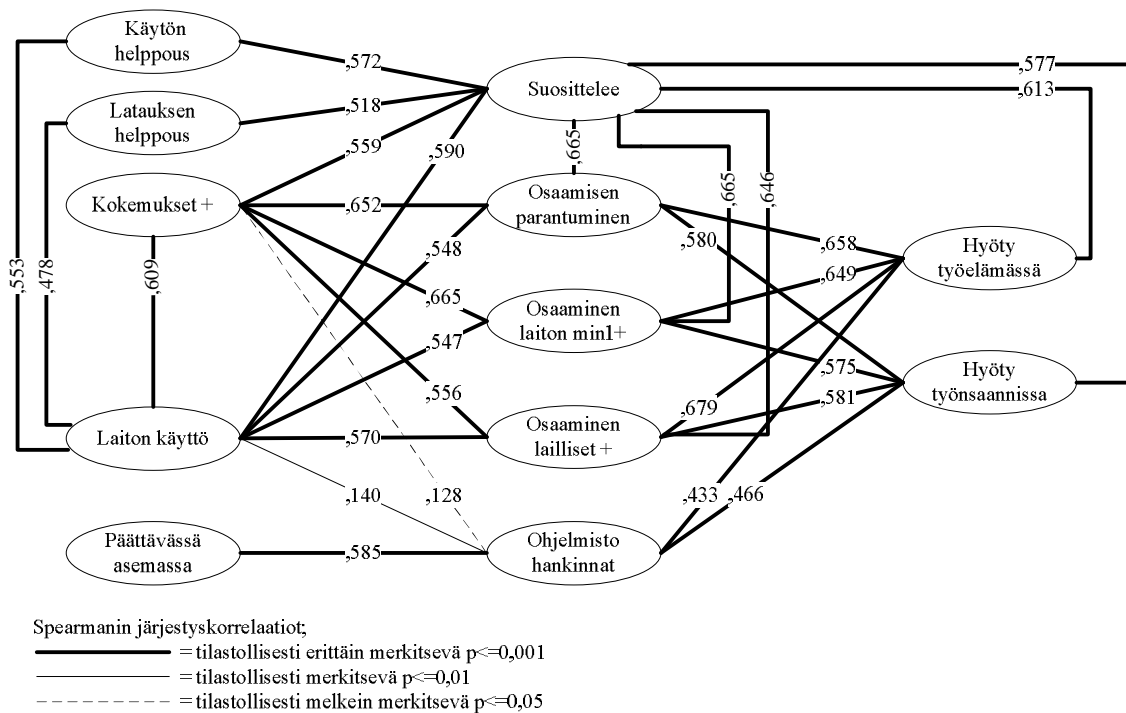 Käytön
helppous
Latauksen
helppous
Kokemukset +
Laiton käyttö
Päättävässä
asemassa
Suosittelee
Osaamisen
parantuminen
Osaaminen
laiton min1+
Osaaminen
lailliset +
Ohjelmisto
hankinnat
Hyöty
työelämässä
Hyöty
työnsaannissa
,553
,478
,609
,572
,518
,559
,590
,652
,548
,665
,547
,556
,570
,140
,128
,585
,665
,665
,646
,577
,613
,658
,580
,649
,575
,679
,581
,433
,466
Spearmanin järjestyskorrelaatiot;
= tilastollisesti erittäin merkitsevä p<=0,001
= tilastollisesti merkitsevä p<=0,01
= tilastollisesti melkein merkitsevä p<=0,05